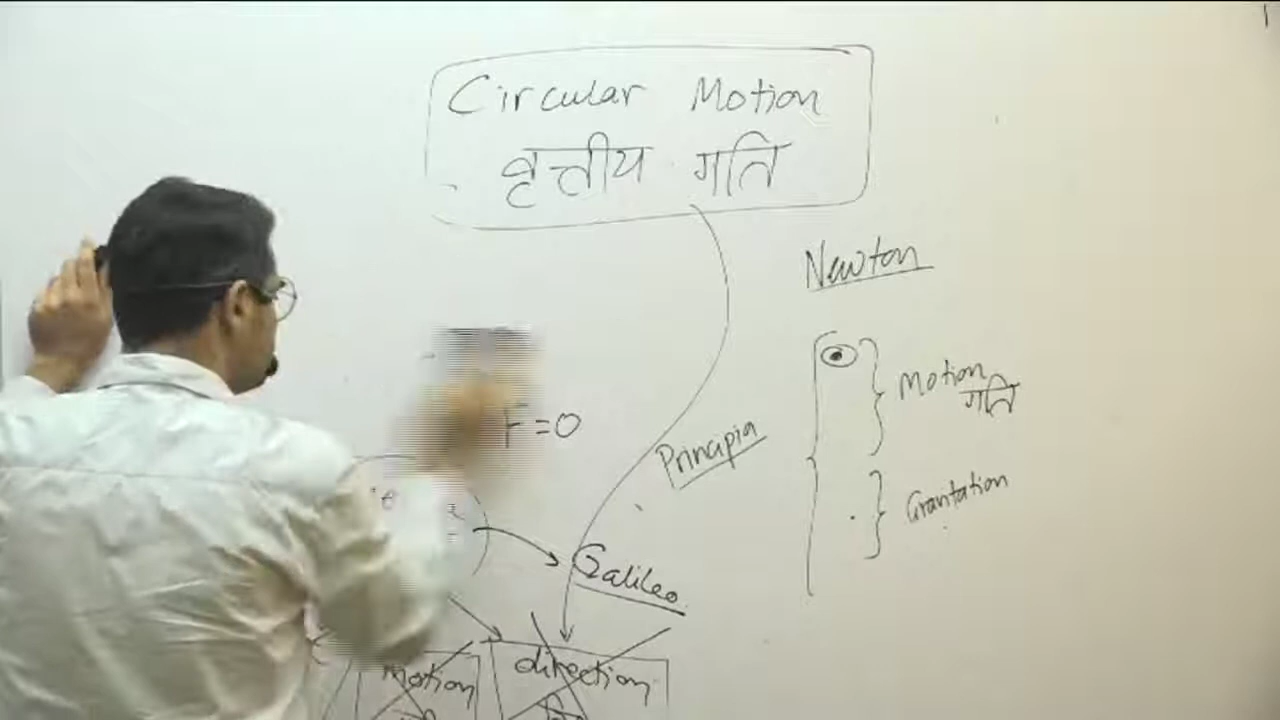 Circular Motion
वृत्तीय गति
Newton
Motion
गति
F=0
Principia
Gravitation
Galileo
motion
direction